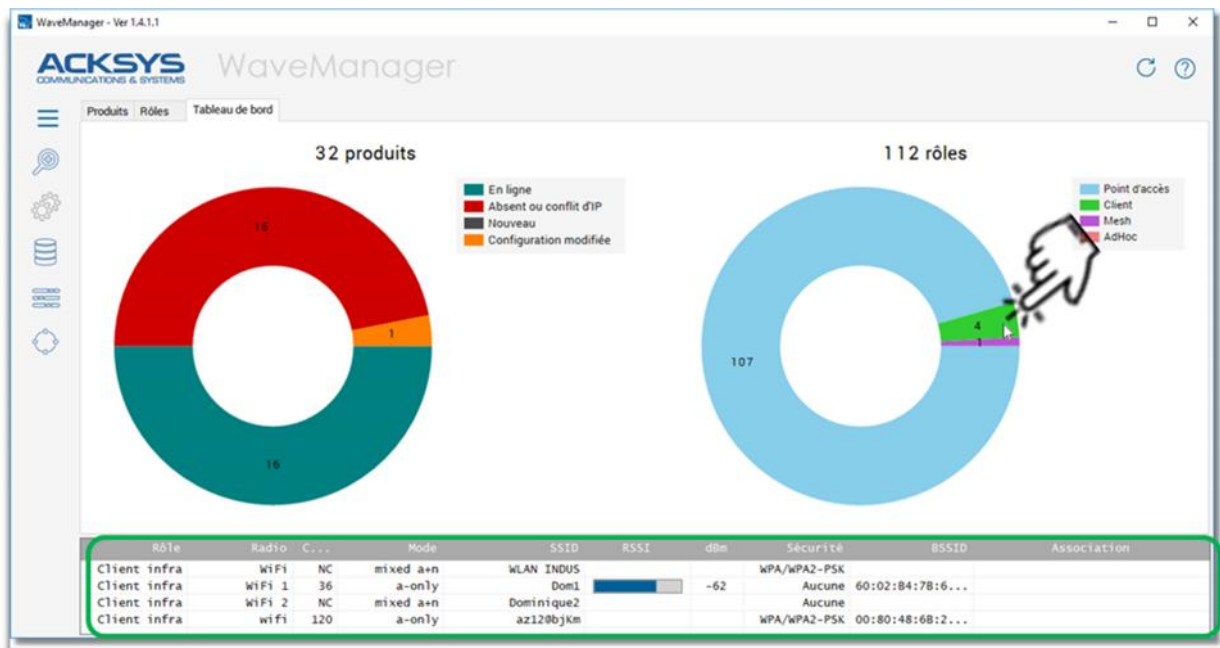 WaveManager - Ver 1.4.1.1
ACKSYS
COMMUNICATIONS & SYSTEMS
WaveManager
Produits Rôles Tableau de bord
32 produits
En ligne
Absent ou conflit d'IP
Nouveau
Configuration modifiée
15
1
16
112 rôles
Point d'accès
Client
Mesh
AdHoc
4
1
107
Rôle Radio C... Mode SSID RSSI dBm Sécurité BSSID Association
Client infra WiFi NC mixed a+n WLAN INDUS WPA/WPA2-PSK
Client infra WiFi 1 36 a-only Dom1 -62 Aucune 60:02:B4:7B:6...
Client infra WiFi 2 NC mixed a+n Dominique2 Aucune
Client infra wifi 120 a-only az120bjKm WPA/WPA2-PSK 00:80:48:6B:2...